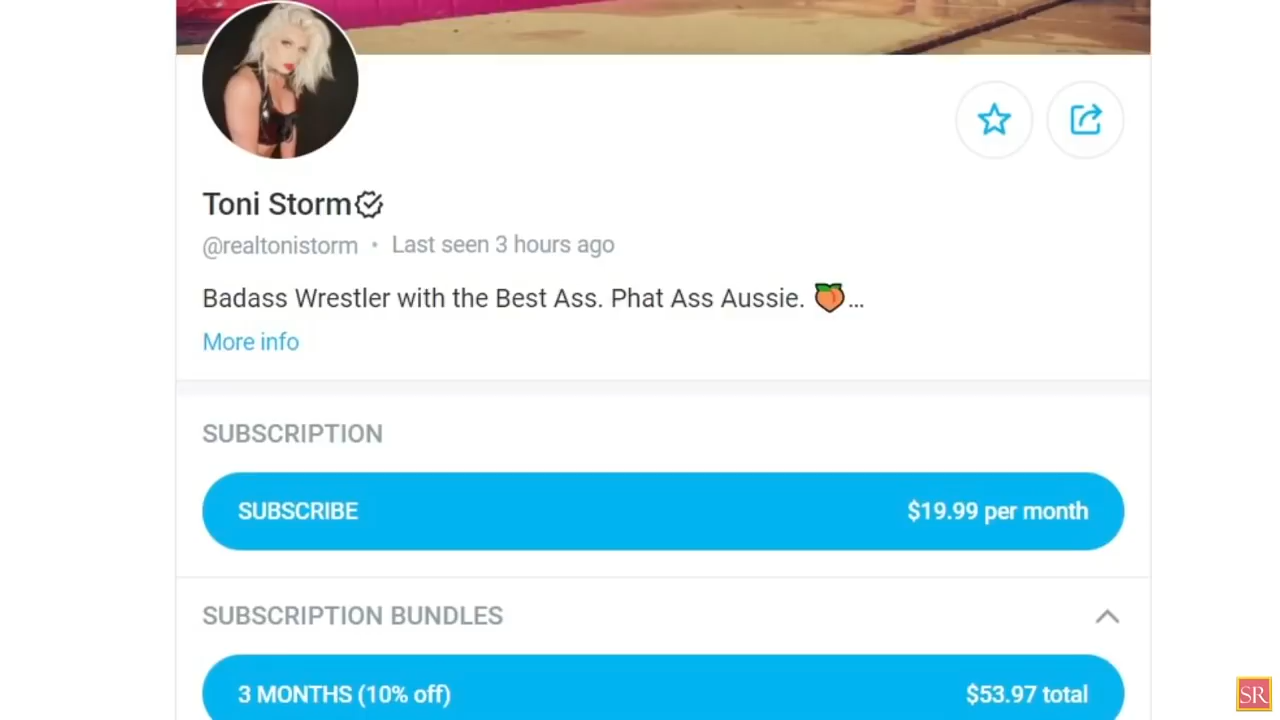 Toni Storm
@realtonistorm • Last seen 3 hours ago
Badass Wrestler with the Best Ass. Phat Ass Aussie. 🍑...
More info
SUBSCRIPTION
SUBSCRIBE $19.99 per month
SUBSCRIPTION BUNDLES
3 MONTHS (10% off) $53.97 total
SR